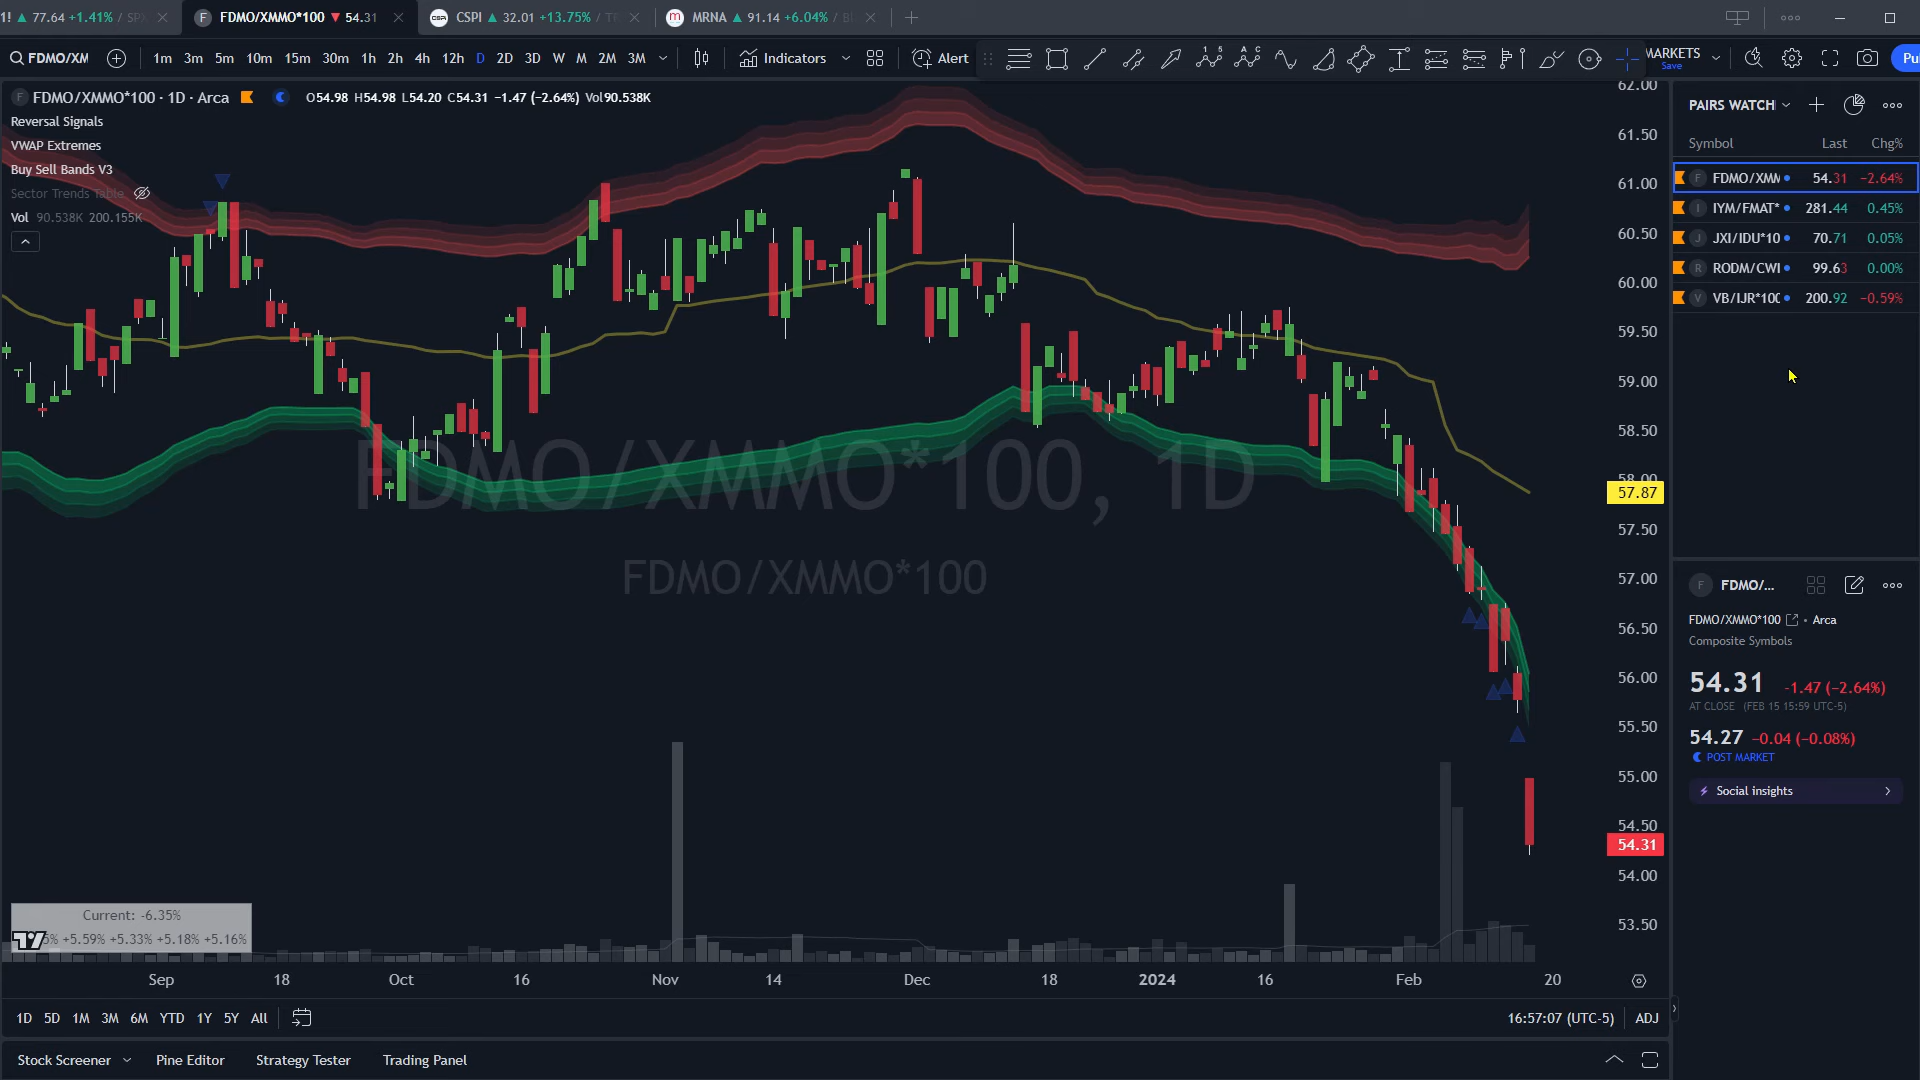 1! ▲ 77.64 +1.41% / SPX
FDMO/XMMO*100 ▼ 54.31
CSPI ▲ 32.01 +13.75% / TR
MRNA ▲ 91.14 +6.04% / B
FDMO/XM
1m 3m 5m 10m 15m 30m 1h 2h 4h 12h D 2D 3D W M 2M 3M
Indicators
Alert
MARKETS
Save
Pu
FDMO/XMMO*100 · 1D · Arca
O54.98 H54.98 L54.20 C54.31 −1.47 (−2.64%) Vol90.538K
Reversal Signals
VWAP Extremes
Buy Sell Bands V3
Sector Trends Table
Vol 90.538K 200.155K
FDMO/XMMO*100, 1D
FDMO/XMMO*100
62.00
61.50
61.00
60.50
60.00
59.50
59.00
58.50
58.00
57.87
57.50
57.00
56.50
56.00
55.50
55.00
54.50
54.31
54.00
53.50
Current: -6.35%
5% +5.59% +5.33% +5.18% +5.16%
Sep 18 Oct 16 Nov 14 Dec 18 2024 16 Feb 20
1D 5D 1M 3M 6M YTD 1Y 5Y All
16:57:07 (UTC-5) ADJ
Stock Screener Pine Editor Strategy Tester Trading Panel
PAIRS WATCH
Symbol Last Chg%
F FDMO/XMM 54.31 −2.64%
I IYM/FMAT* 281.44 0.45%
J JXI/IDU*10 70.71 0.05%
R RODM/CWI 99.63 0.00%
V VB/IJR*100 200.92 −0.59%
F FDMO/...
FDMO/XMMO*100 · Arca
Composite Symbols
54.31 -1.47 (−2.64%)
AT CLOSE (FEB 15 15:59 UTC-5)
54.27 −0.04 (−0.08%)
POST MARKET
Social insights